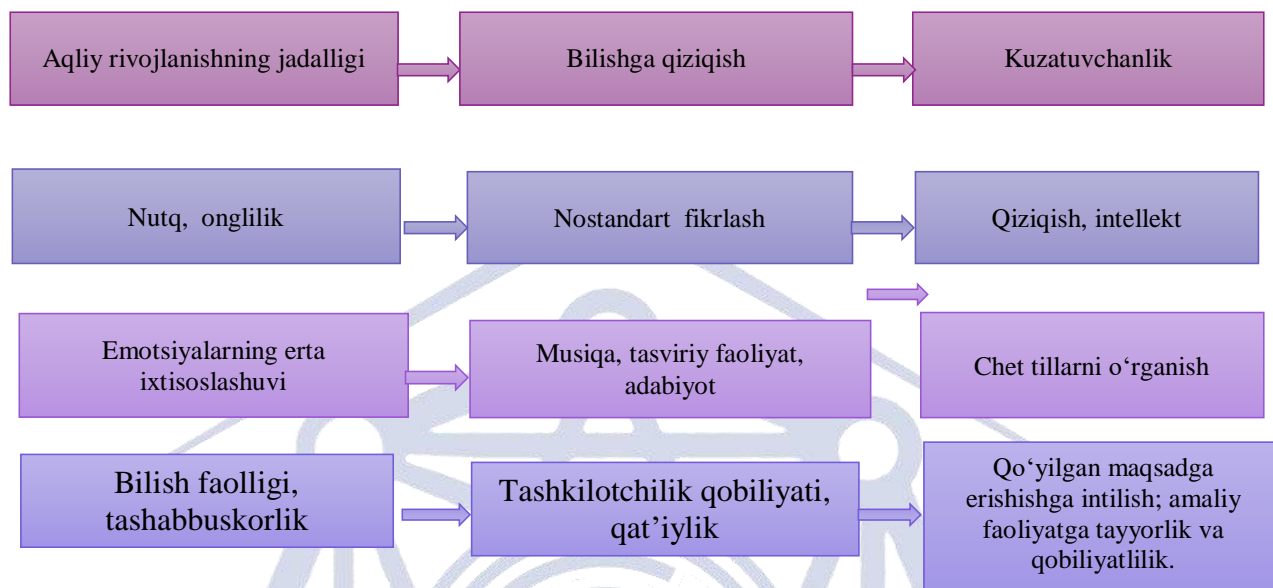 Aqliy rivojlanishning jadalligi
Bilishga qiziqish
Kuzatuvchanlik
Nutq, onglilik
Nostandart fikrlash
Qiziqish, intellekt
Emotsiyalarning erta
ixtisoslashuvi
Musiqa, tasviriy faoliyat,
adabiyot
Chet tillarni o‘rganish
Bilish faolligi,
tashabbuskorlik
Tashkilotchilik qobiliyati,
qat’iylik
Qo‘yilgan maqsadga
erishishga intilish; amaliy
faoliyatga tayyorlik va
qobiliyatlilik.